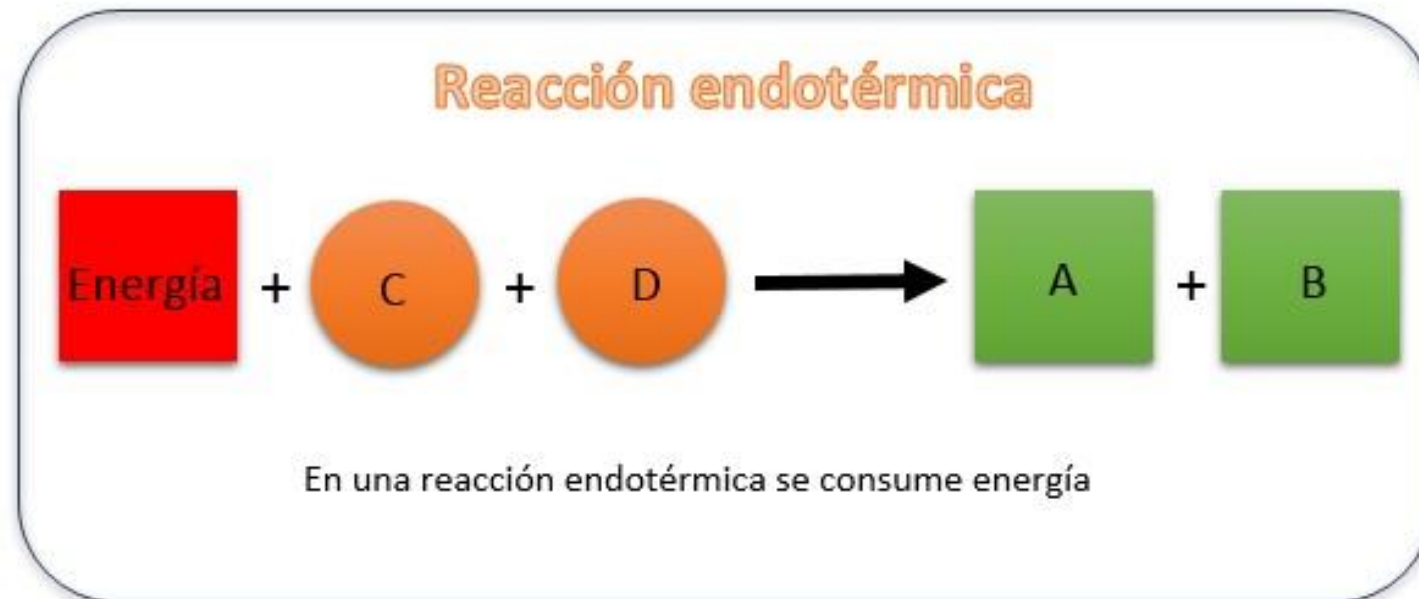 Reacción endotérmica
Energía + C + D A + B
En una reacción endotérmica se consume energía